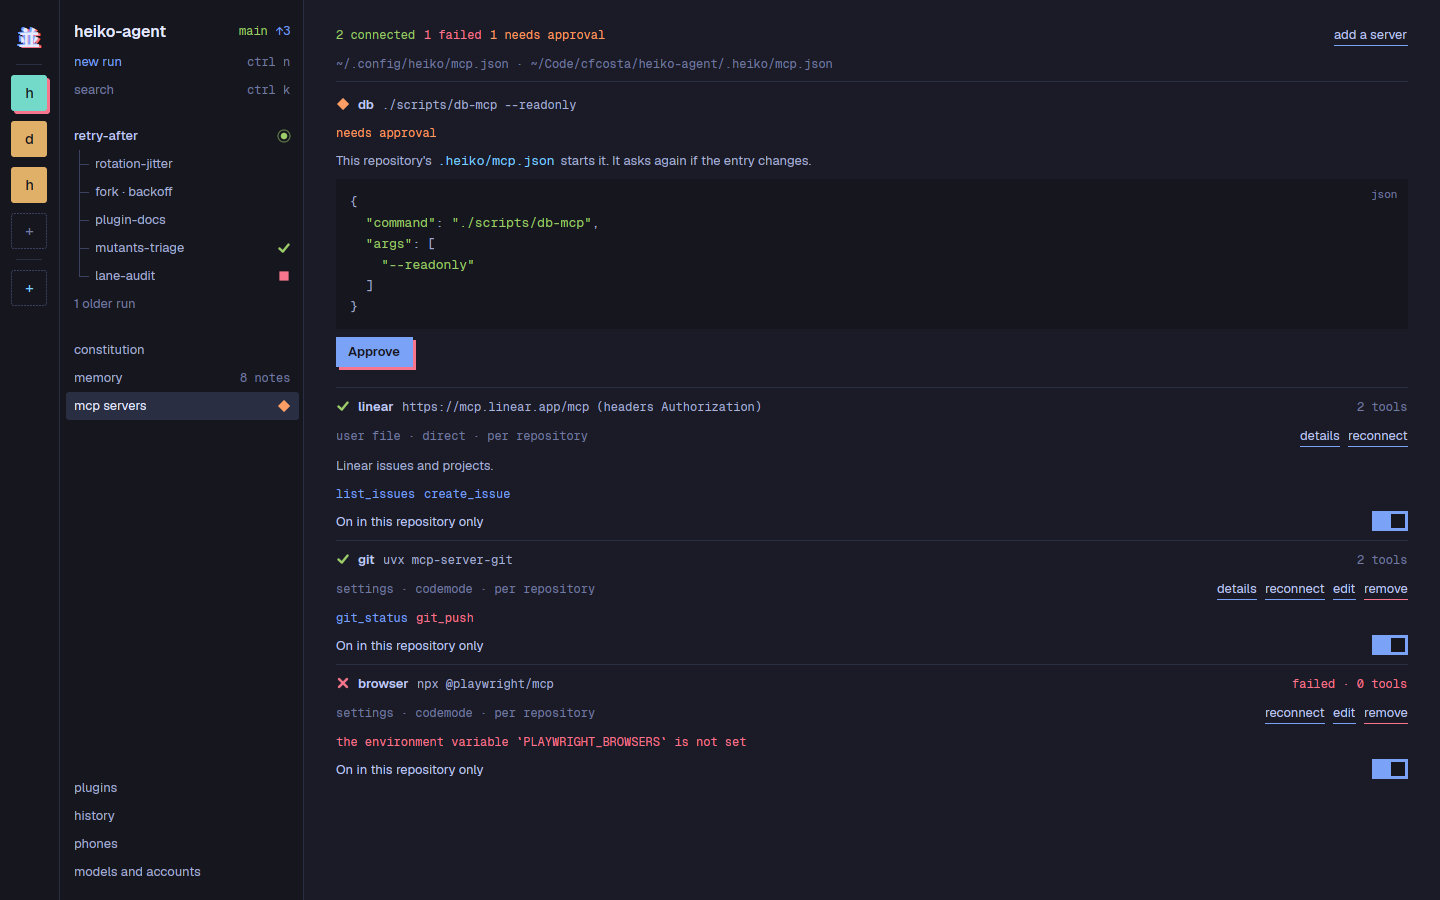 heiko-agent main ↑3
new run ctrl n
search ctrl k
h
d
h
+
+
retry-after
rotation-jitter
fork · backoff
plugin-docs
mutants-triage
lane-audit
1 older run
constitution
memory 8 notes
mcp servers
plugins
history
phones
models and accounts
2 connected 1 failed 1 needs approval add a server
~/.config/heiko/mcp.json · ~/Code/cfcosta/heiko-agent/.heiko/mcp.json
db ./scripts/db-mcp --readonly
needs approval
This repository's .heiko/mcp.json starts it. It asks again if the entry changes.
json
{
"command": "./scripts/db-mcp",
"args": [
"--readonly"
]
}
Approve
linear https://mcp.linear.app/mcp (headers Authorization) 2 tools
user file · direct · per repository details reconnect
Linear issues and projects.
list_issues create_issue
On in this repository only
git uvx mcp-server-git 2 tools
settings · codemode · per repository details reconnect edit remove
git_status git_push
On in this repository only
browser npx @playwright/mcp failed · 0 tools
settings · codemode · per repository reconnect edit remove
the environment variable `PLAYWRIGHT_BROWSERS` is not set
On in this repository only